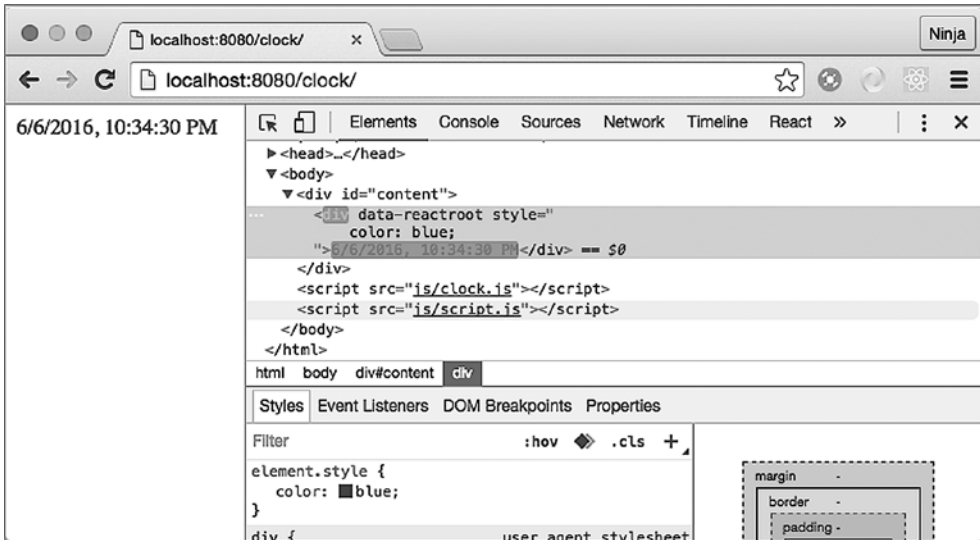 localhost:8080/clock/ ×
Ninja
localhost:8080/clock/
6/6/2016, 10:34:30 PM
Elements Console Sources Network Timeline React »
▶<head>…</head>
▼<body>
▼<div id="content">
<div data-reactroot style="
color: blue;
">6/6/2016, 10:34:30 PM</div> == $0
</div>
<script src="js/clock.js"></script>
<script src="js/script.js"></script>
</body>
</html>
html body div#content div
Styles Event Listeners DOM Breakpoints Properties
Filter :hov .cls +
element.style {
color: blue;
}
div { user agent stylesheet
margin -
border -
padding -